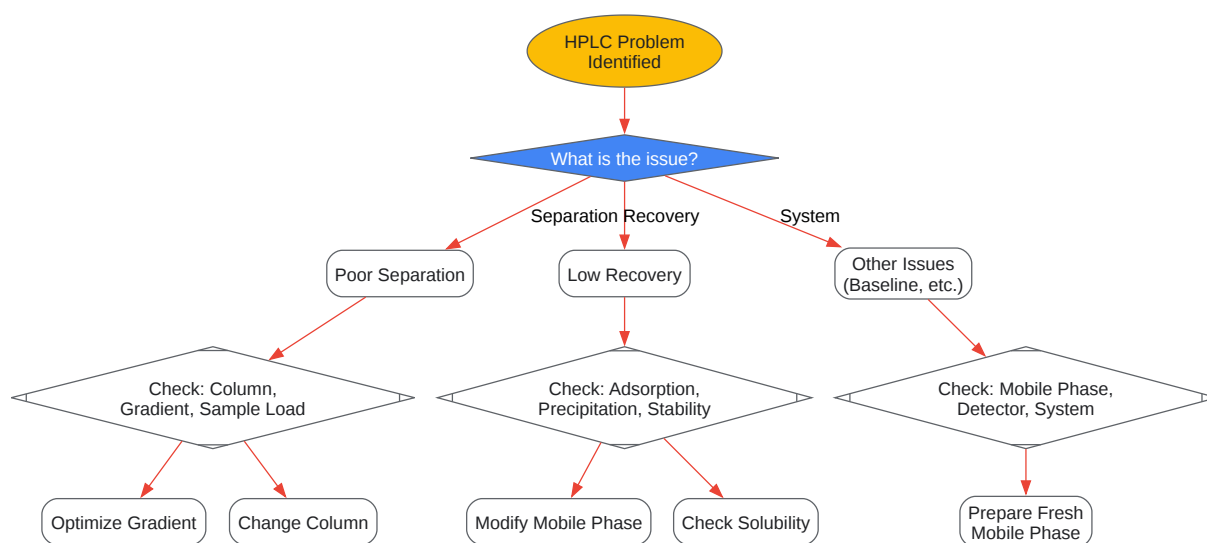 HPLC Problem
Identified
What is the issue?
Separation
Recovery
System
Poor Separation
Low Recovery
Other Issues
(Baseline, etc.)
Check: Column,
Gradient, Sample Load
Check: Adsorption,
Precipitation, Stability
Check: Mobile Phase,
Detector, System
Optimize Gradient
Change Column
Modify Mobile Phase
Check Solubility
Prepare Fresh
Mobile Phase